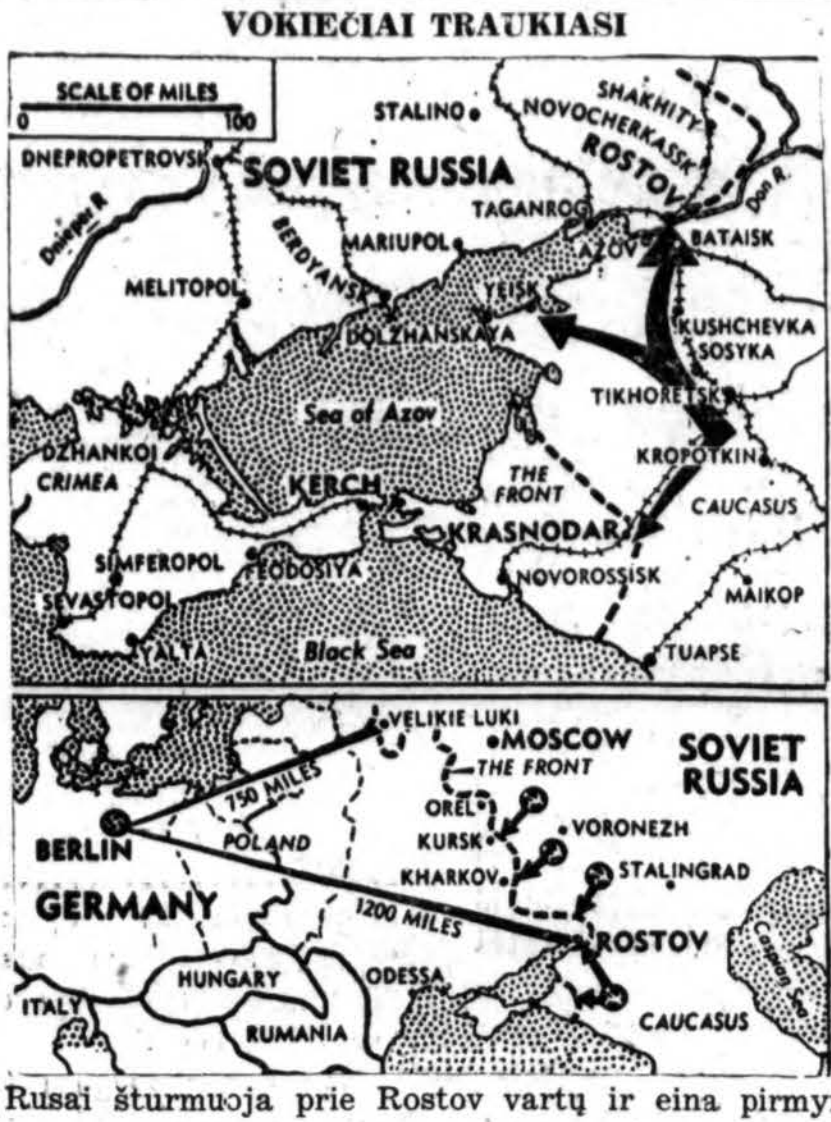 VOKIEČIAI TRAUKIASI
SCALE OF MILES
0 100
STALINO
SHAKHITY
NOVOCHERKASSK
ROSTOV
DNEPROPETROVSK
SOVIET RUSSIA
Dnieper R
Don R.
TAGANROG
BERDYANSK
MARIUPOL
AZOV
BATAISK
MELITOPOL
YEISK
DOLZHANSKAYA
KUSHCHEVKA
SOSYKA
TIKHORETSK
Sea of Azov
DZHANKOI
CRIMEA
KERCH
THE
FRONT
KROPOTKIN
CAUCASUS
KRASNODAR
SIMFEROPOL
FEODOSIYA
NOVOROSSISK
MAIKOP
SEVASTOPOL
YALTA
Black Sea
TUAPSE
VELIKIE LUKI
MOSCOW
SOVIET
RUSSIA
THE FRONT
750 MILES
OREL
BERLIN
POLAND
KURSK
VORONEZH
KHARKOV
STALINGRAD
GERMANY
1200 MILES
ROSTOV
Caspian Sea
HUNGARY
ODESSA
ITALY
RUMANIA
CAUCASUS
Rusai šturmuoja prie Rostov vartų ir eina pirmy